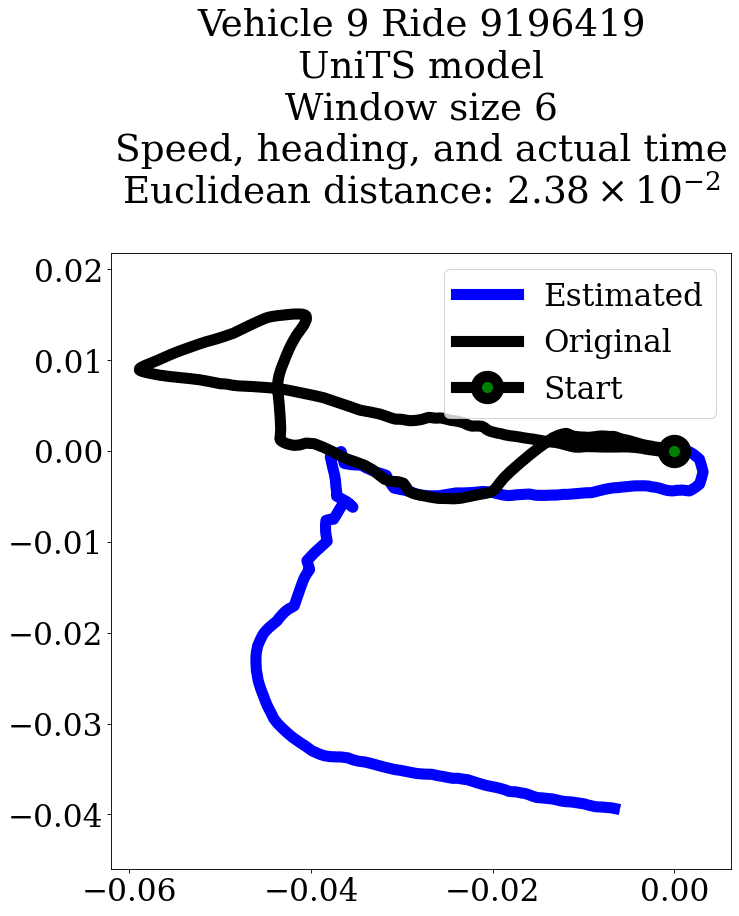 Vehicle 9 Ride 9196419
UniTS model
Window size 6
Speed, heading, and actual time
Euclidean distance: 2.38 × 10⁻²
Estimated
Original
Start
0.02
0.01
0.00
−0.01
−0.02
−0.03
−0.04
−0.06 −0.04 −0.02 0.00